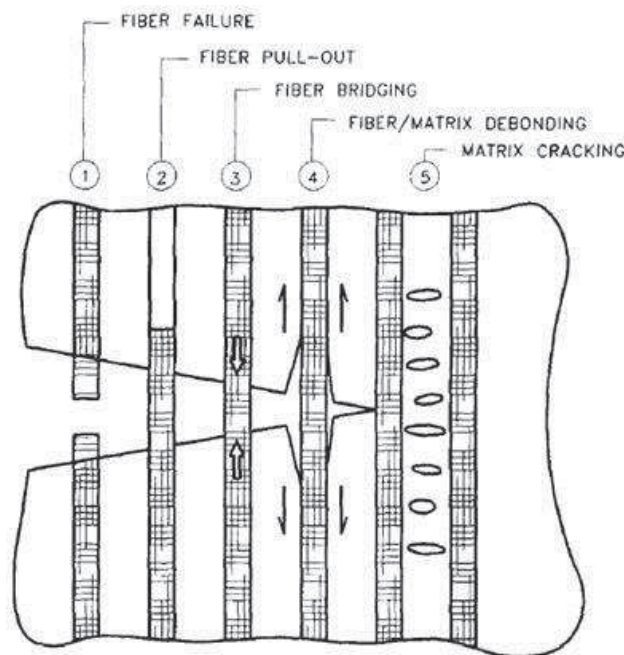 FIBER FAILURE
FIBER PULL-OUT
FIBER BRIDGING
FIBER/MATRIX DEBONDING
MATRIX CRACKING
1 2 3 4 5